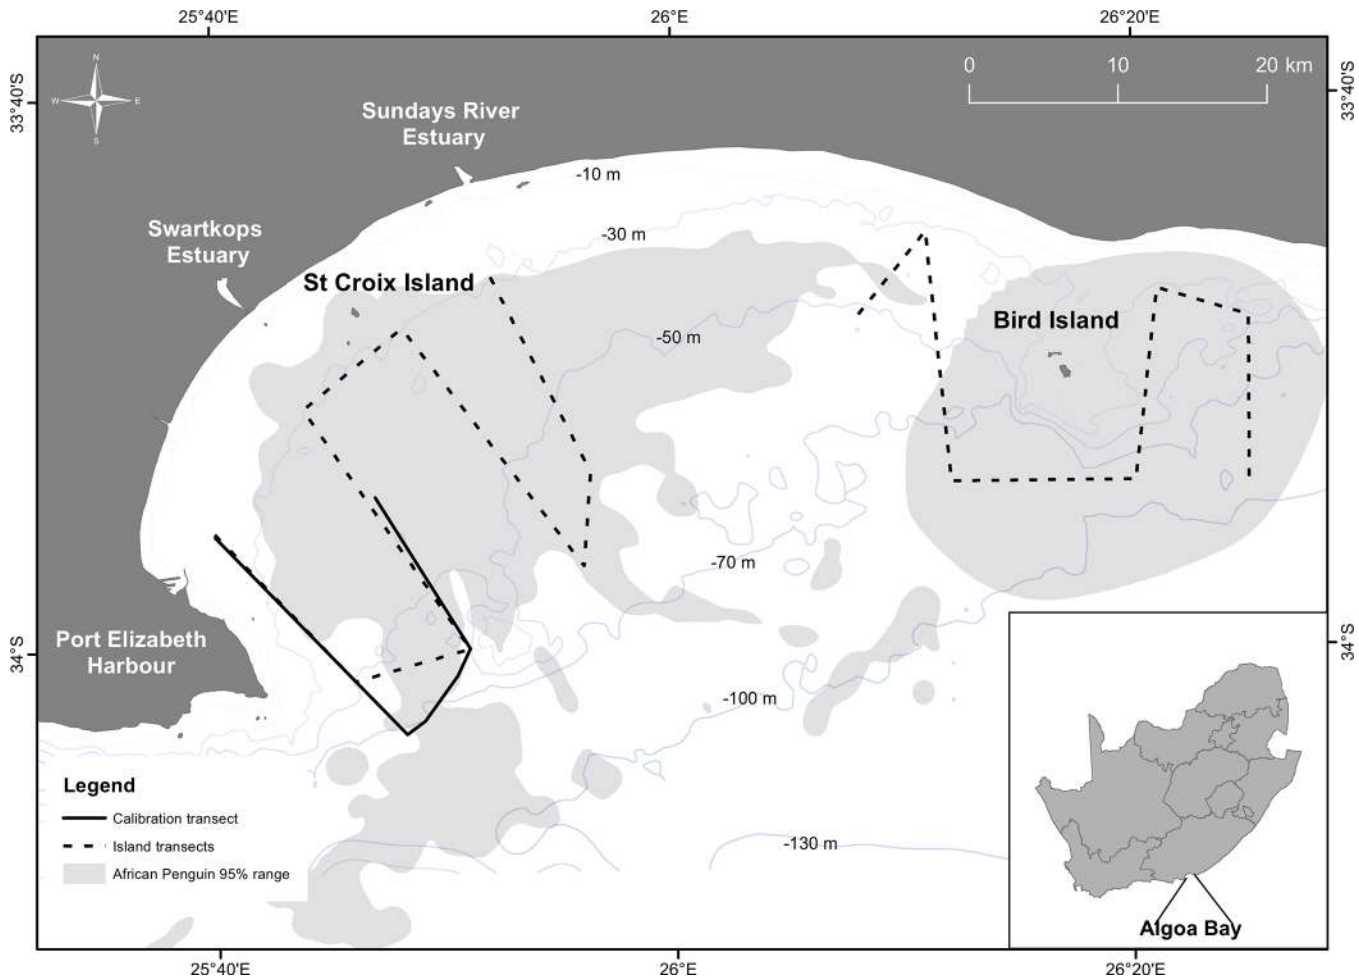 25°40'E
26°E
26°20'E
33°40'S
33°40'S
N
W
E
S
0
10
20 km
Sundays River
Estuary
-10 m
Swartkops
Estuary
-30 m
St Croix Island
Bird Island
-50 m
-70 m
Port Elizabeth
Harbour
34°S
34°S
-100 m
Legend
Calibration transect
Island transects
African Penguin 95% range
-130 m
Algoa Bay
25°40'E
26°E
26°20'E